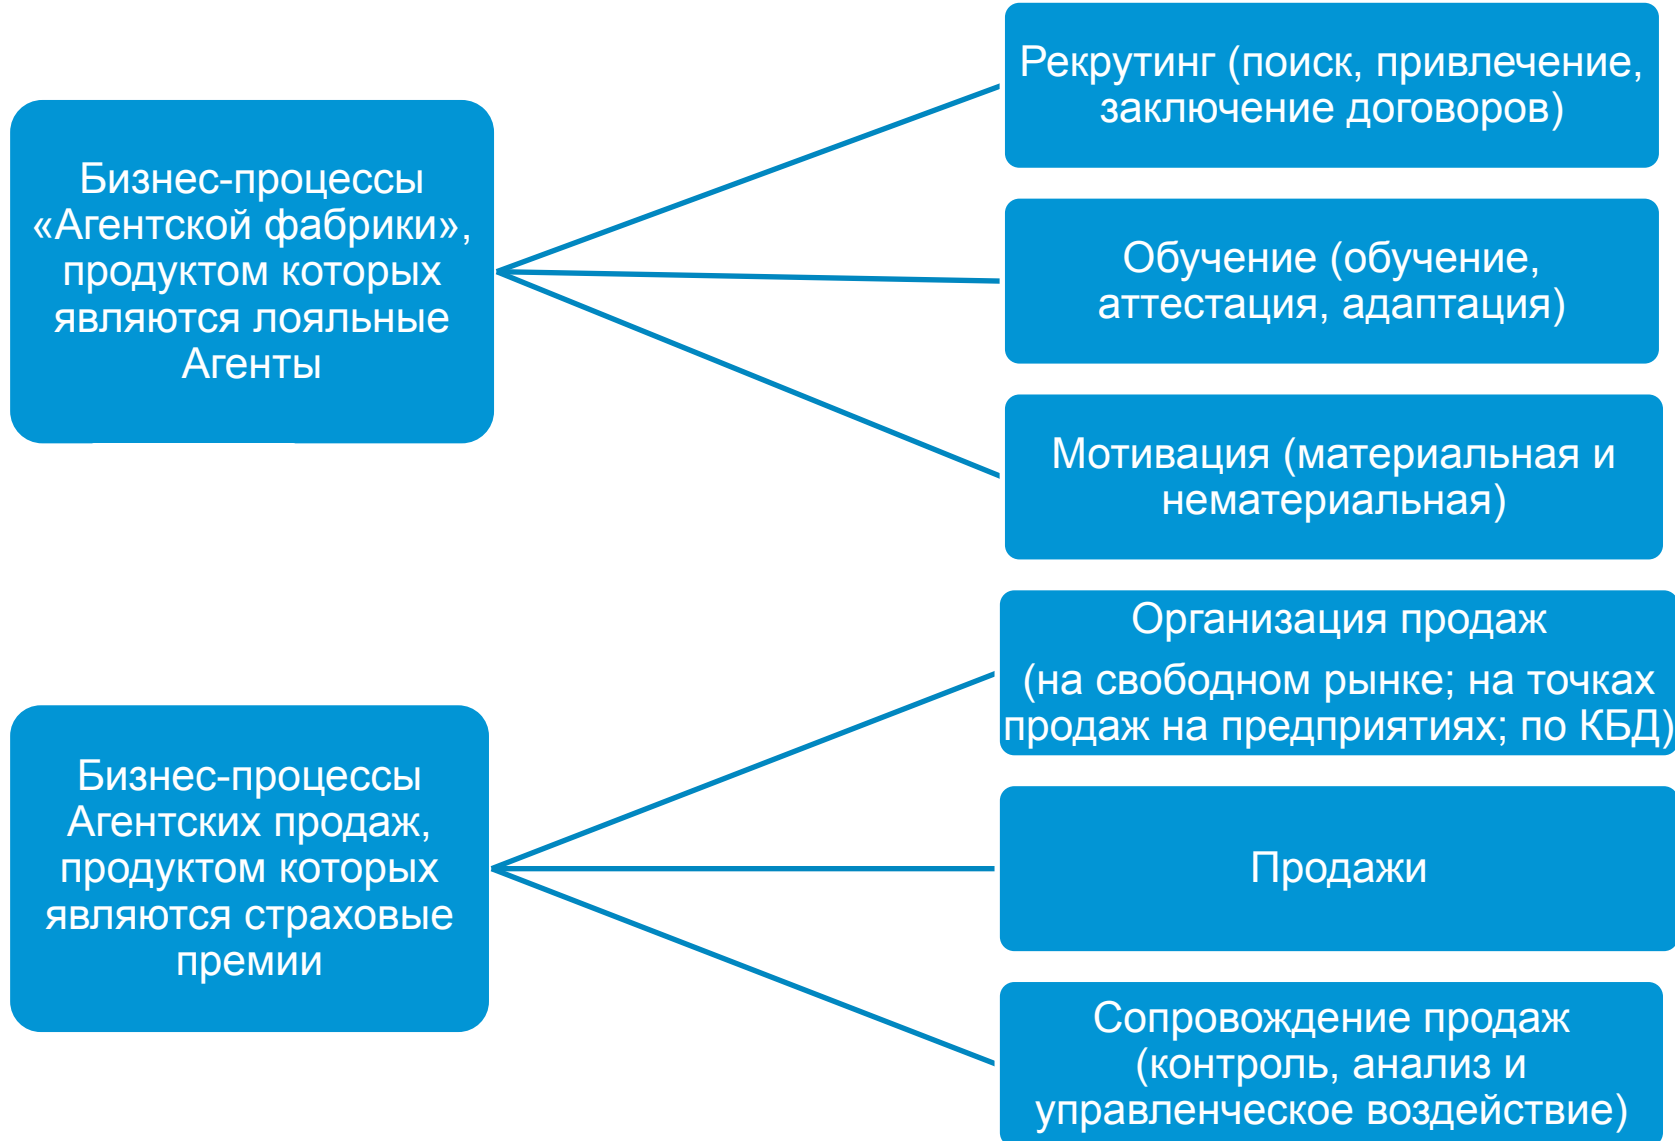 Бизнес-процессы
«Агентской фабрики»,
продуктом которых
являются лояльные
Агенты
Рекрутинг (поиск, привлечение,
заключение договоров)
Обучение (обучение,
аттестация, адаптация)
Мотивация (материальная и
нематериальная)
Бизнес-процессы
Агентских продаж,
продуктом которых
являются страховые
премии
Организация продаж
(на свободном рынке; на точках
продаж на предприятиях; по КБД)
Продажи
Сопровождение продаж
(контроль, анализ и
управленческое воздействие)